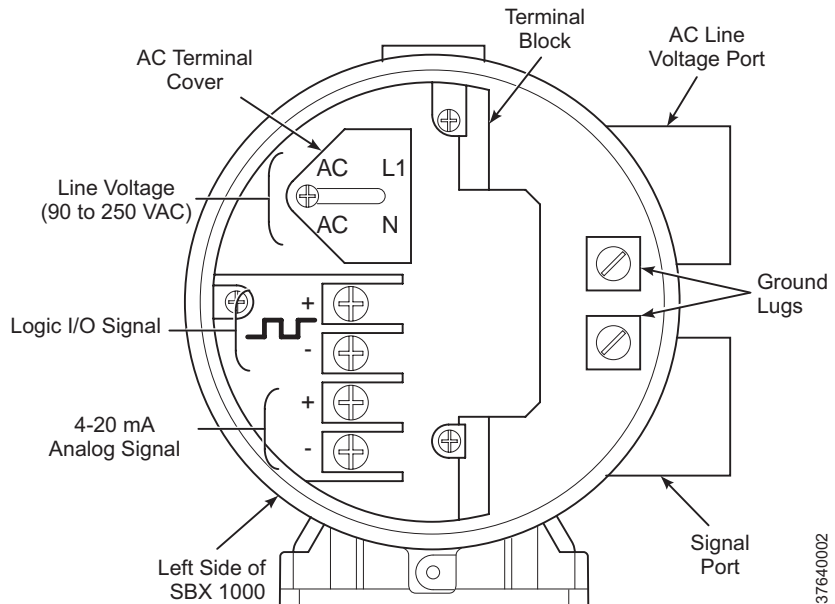 Terminal
Block
AC Line
Voltage Port
AC Terminal
Cover
AC L1
Line Voltage
(90 to 250 VAC)
AC N
Ground
Lugs
+
Logic I/O Signal
-
+
4-20 mA
Analog Signal
-
Left Side of
SBX 1000
Signal
Port
37640002